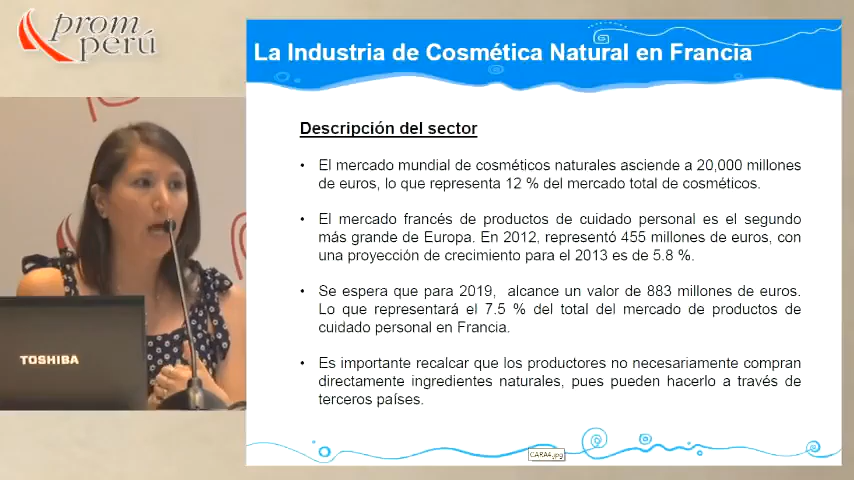 prom
perú
La Industria de Cosmética Natural en Francia
Descripción del sector
• El mercado mundial de cosméticos naturales asciende a 20,000 millones
de euros, lo que representa 12 % del mercado total de cosméticos.
• El mercado francés de productos de cuidado personal es el segundo
más grande de Europa. En 2012, representó 455 millones de euros, con
una proyección de crecimiento para el 2013 es de 5.8 %.
• Se espera que para 2019, alcance un valor de 883 millones de euros.
Lo que representará el 7.5 % del total del mercado de productos de
cuidado personal en Francia.
• Es importante recalcar que los productores no necesariamente compran
directamente ingredientes naturales, pues pueden hacerlo a través de
terceros países.
TOSHIBA
CARA4.jpg